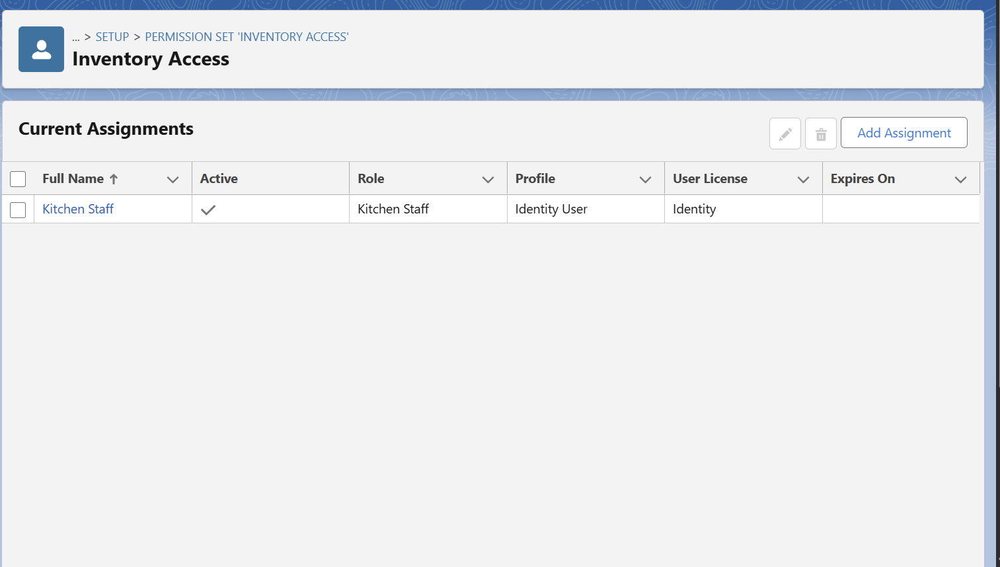 ... > SETUP > PERMISSION SET 'INVENTORY ACCESS'
Inventory Access
Current Assignments
Add Assignment
Full Name Active Role Profile User License Expires On
Kitchen Staff Kitchen Staff Identity User Identity